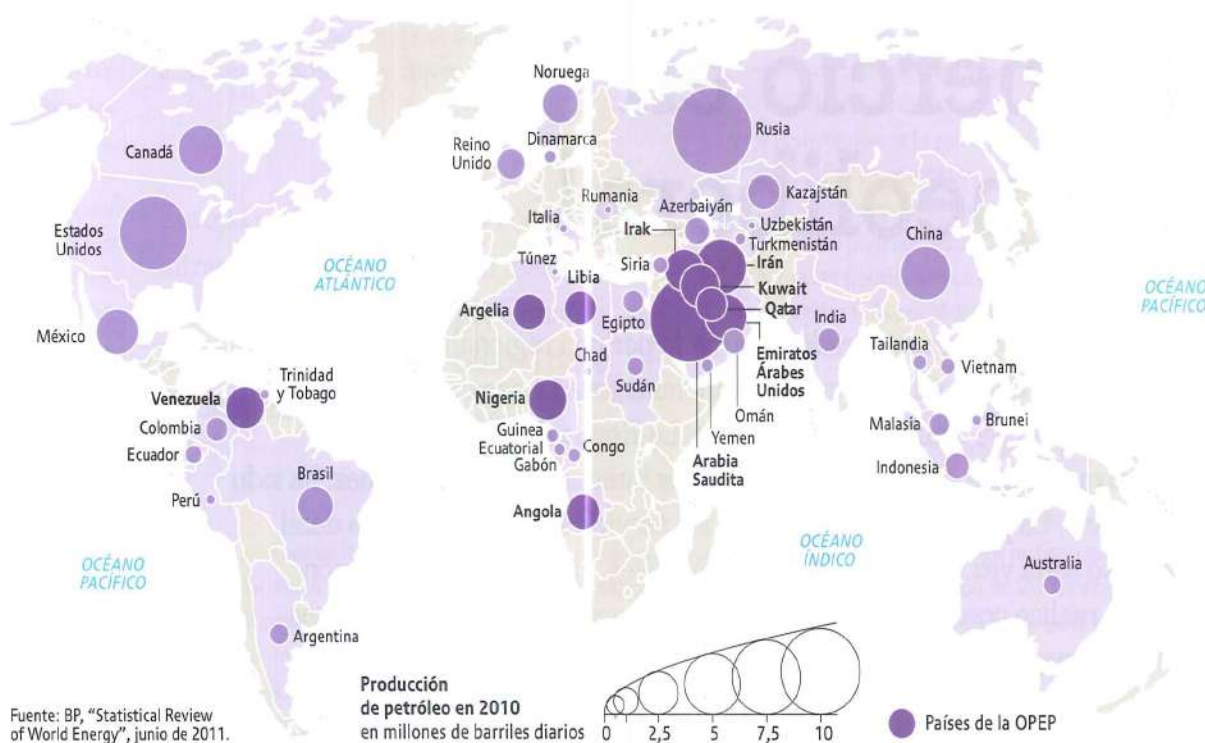 Noruega
Dinamarca
Reino
Unido
Rusia
Canadá
Kazajstán
Rumania
Azerbaiyán
Uzbekistán
Turkmenistán
Italia
Irak
Estados
Unidos
China
Siria
Irán
Túnez
Libia
Kuwait
OCÉANO
ATLÁNTICO
OCÉANO
PACÍFICO
Argelia
Egipto
Qatar
India
México
Tailandia
Vietnam
Chad
Emiratos
Árabes
Unidos
Sudán
Trinidad
y Tobago
Venezuela
Nigeria
Omán
Colombia
Guinea
Ecuatorial
Yemen
Malasia
Brunei
Ecuador
Gabón
Congo
Arabia
Saudita
Indonesia
Brasil
Perú
Angola
OCÉANO
ÍNDICO
OCÉANO
PACÍFICO
Australia
Argentina
Producción
de petróleo en 2010
en millones de barriles diarios
0 2,5 5 7,5 10
Países de la OPEP
Fuente: BP, "Statistical Review
of World Energy", junio de 2011.